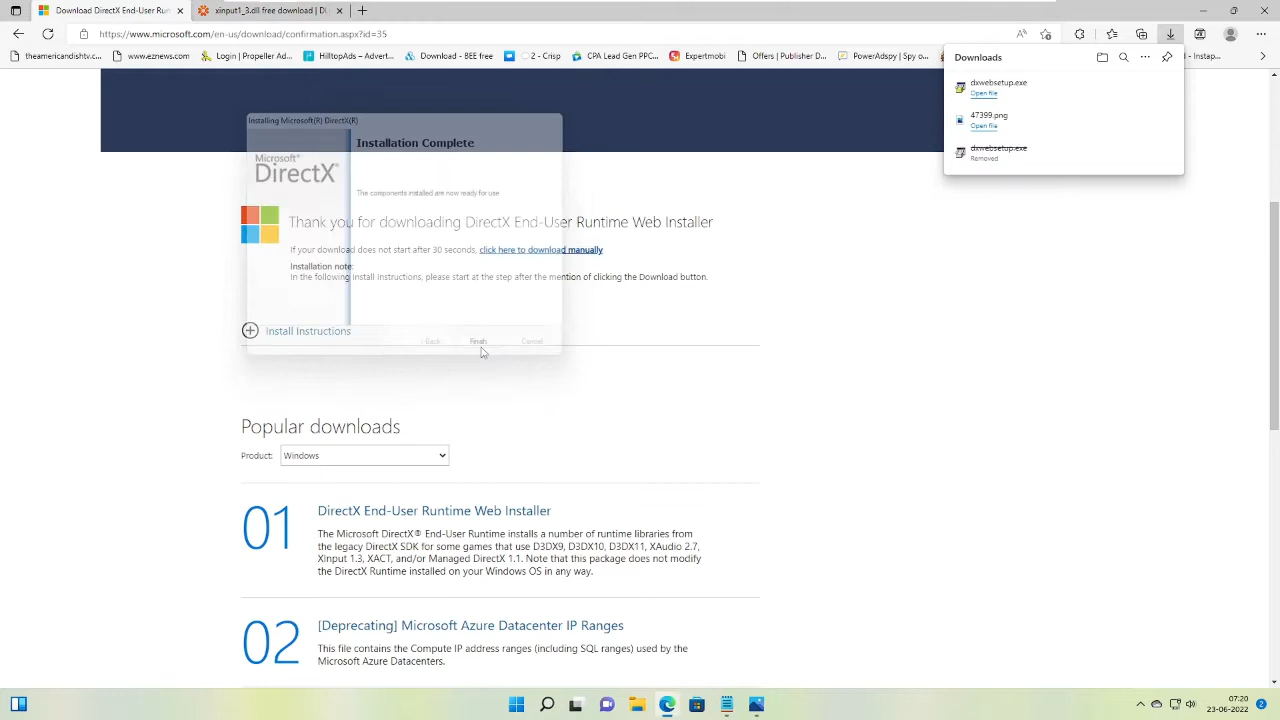 Download DirectX End-User Runt
xinput1_3.dll free download | DL
https://www.microsoft.com/en-us/download/confirmation.aspx?id=35
theamericandishtv.c...
www.eznews.com
Login | Propeller Ad...
Hilltopads – Adverti...
Download - BEE Free
2 - Crisp
CPA Lead Gen PPC...
Expertmobi
Offers | Publisher D...
PowerAdspy | Spy o...
- Instap...
Downloads
dxwebsetup.exe
Open file
47399.png
Open file
dxwebsetup.exe
Removed
Installing Microsoft(R) DirectX(R)
Installation Complete
Microsoft®
DirectX®
The components installed are now ready for use
Thank you for downloading DirectX End-User Runtime Web Installer
If your download does not start after 30 seconds, click here to download manually
Installation note:
In the following Install Instructions, please start at the step after the mention of clicking the Download button.
Install Instructions
< Back
Finish
Cancel
Popular downloads
Product: Windows
01
DirectX End-User Runtime Web Installer
The Microsoft DirectX® End-User Runtime installs a number of runtime libraries from
the legacy DirectX SDK for some games that use D3DX9, D3DX10, D3DX11, XAudio 2.7,
XInput 1.3, XACT, and/or Managed DirectX 1.1. Note that this package does not modify
the DirectX Runtime installed on your Windows OS in any way.
02
[Deprecating] Microsoft Azure Datacenter IP Ranges
This file contains the Compute IP address ranges (including SQL ranges) used by the
Microsoft Azure Datacenters.
07:20
23-06-2022
2